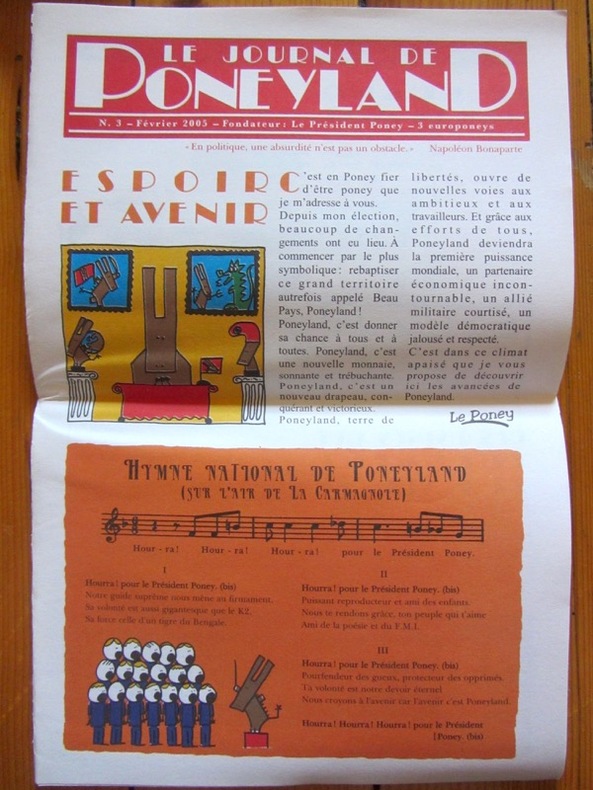 LE JOURNAL DE
PONEYLAND
N. 3 – Février 2005 – Fondateur : Le Président Poney – 3 europoneys
« En politique, une absurdité n'est pas un obstacle. » Napoléon Bonaparte
ESPOIR
ET AVENIR
C'est en Poney fier
d'être poney que
je m'adresse à vous.
Depuis mon élection,
beaucoup de chan-
gements ont eu lieu. À
commencer par le plus
symbolique : rebaptiser
ce grand territoire
autrefois appelé Beau
Pays, Poneyland !
Poneyland, c'est donner
sa chance à tous et à
toutes. Poneyland, c'est
une nouvelle monnaie,
sonnante et trébuchante.
Poneyland, c'est un
nouveau drapeau, con-
quérant et victorieux.
Poneyland, terre de
libertés, ouvre de
nouvelles voies aux
ambitieux et aux
travailleurs. Et grâce aux
efforts de tous,
Poneyland deviendra
la première puissance
mondiale, un partenaire
économique incon-
tournable, un allié
militaire courtisé, un
modèle démocratique
jalousé et respecté.
C'est dans ce climat
apaisé que je vous
propose de découvrir
ici les avancées de
Poneyland.
Le Poney
HYMNE NATIONAL DE PONEYLAND
(SUR L'AIR DE LA CARMAGNOLE)
Hour - ra ! Hour - ra ! Hour - ra ! pour le Président Poney.
I
Hourra ! pour le Président Poney. (bis)
Notre guide suprême nous mène au firmament.
Sa volonté est aussi gigantesque que le K2,
Sa force celle d'un tigre du Bengale.
II
Hourra ! pour le Président Poney. (bis)
Puissant reproducteur et ami des enfants.
Nous te rendons grâce, ton peuple qui t'aime
Ami de la poésie et du F.M.I.
III
Hourra ! pour le Président Poney. (bis)
Pourfendeur des gueux, protecteur des opprimés.
Ta volonté est notre devoir éternel
Nous croyons à l'avenir car l'avenir c'est Poneyland.
Hourra ! Hourra ! Hourra ! pour le Président
[Poney. (bis)